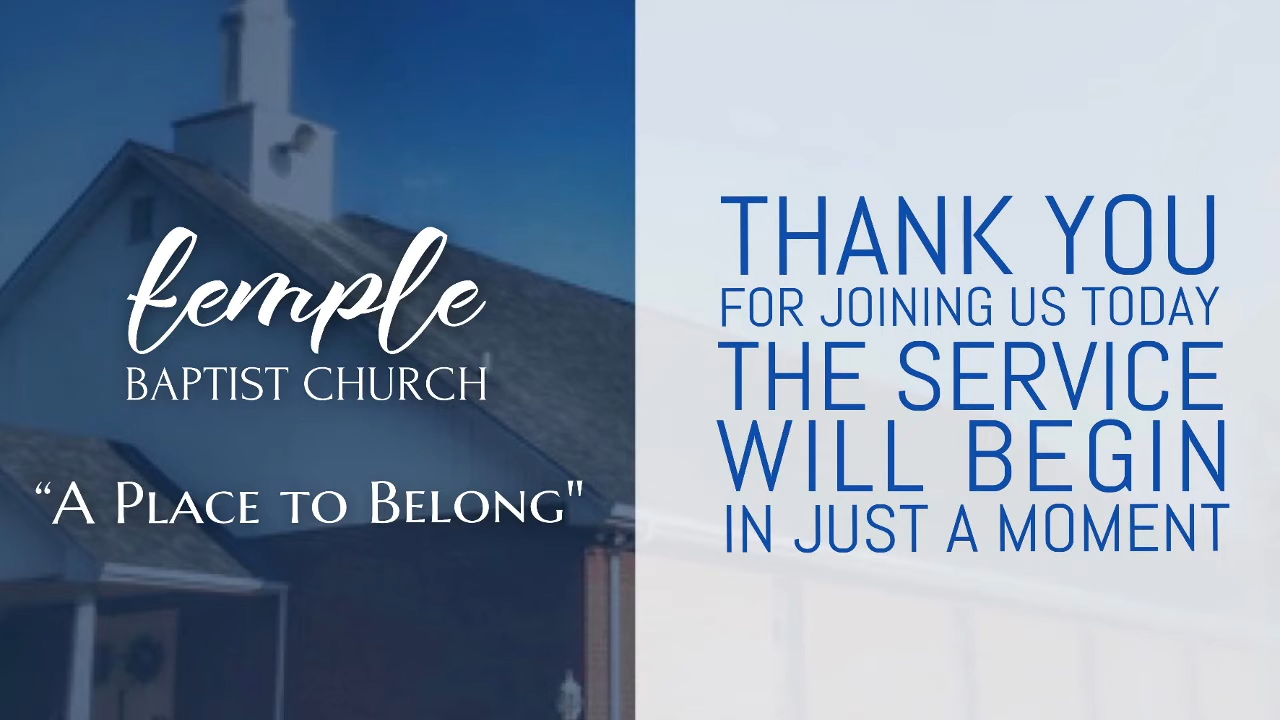 temple
BAPTIST CHURCH
“A PLACE TO BELONG"
THANK YOU
FOR JOINING US TODAY
THE SERVICE
WILL BEGIN
IN JUST A MOMENT